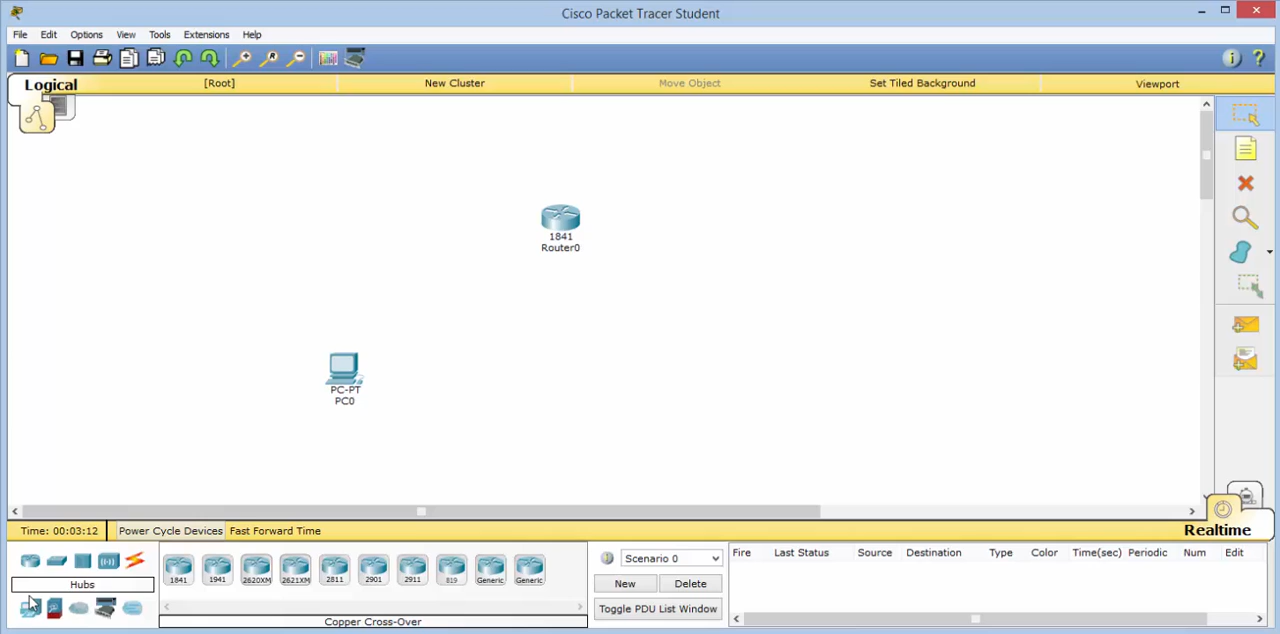 Cisco Packet Tracer Student
File Edit Options View Tools Extensions Help
Logical [Root] New Cluster Move Object Set Tiled Background Viewport
1841
Router0
PC-PT
PC0
Time: 00:03:12 Power Cycle Devices Fast Forward Time Realtime
Hubs
1841 1941 2620XM 2621XM 2811 2901 2911 819 Generic Generic
Copper Cross-Over
Scenario 0
New Delete
Toggle PDU List Window
Fire Last Status Source Destination Type Color Time(sec) Periodic Num Edit